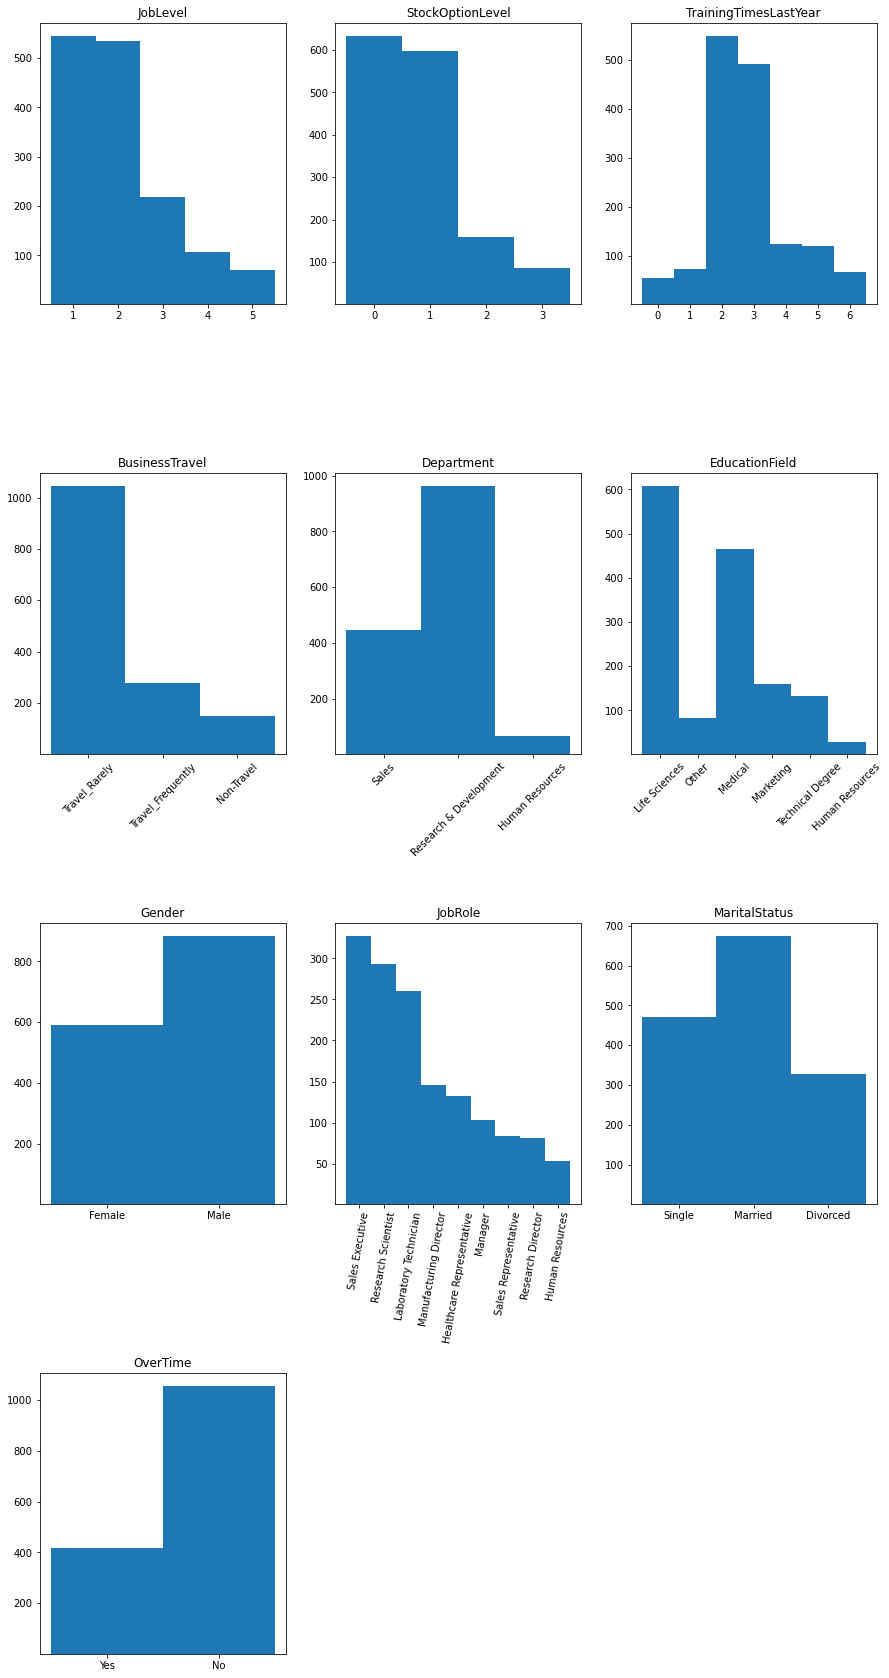 JobLevel
500
400
300
200
100
1 2 3 4 5
StockOptionLevel
600
500
400
300
200
100
0 1 2 3
TrainingTimesLastYear
500
400
300
200
100
0 1 2 3 4 5 6
BusinessTravel
1000
800
600
400
200
Travel_Rarely
Travel_Frequently
Non-Travel
Department
1000
800
600
400
200
Sales
Research & Development
Human Resources
EducationField
600
500
400
300
200
100
Life Sciences
Other
Medical
Marketing
Technical Degree
Human Resources
Gender
800
600
400
200
Female Male
JobRole
300
250
200
150
100
50
Sales Executive
Research Scientist
Laboratory Technician
Manufacturing Director
Healthcare Representative
Manager
Sales Representative
Research Director
Human Resources
MaritalStatus
700
600
500
400
300
200
100
Single Married Divorced
OverTime
1000
800
600
400
200
Yes No